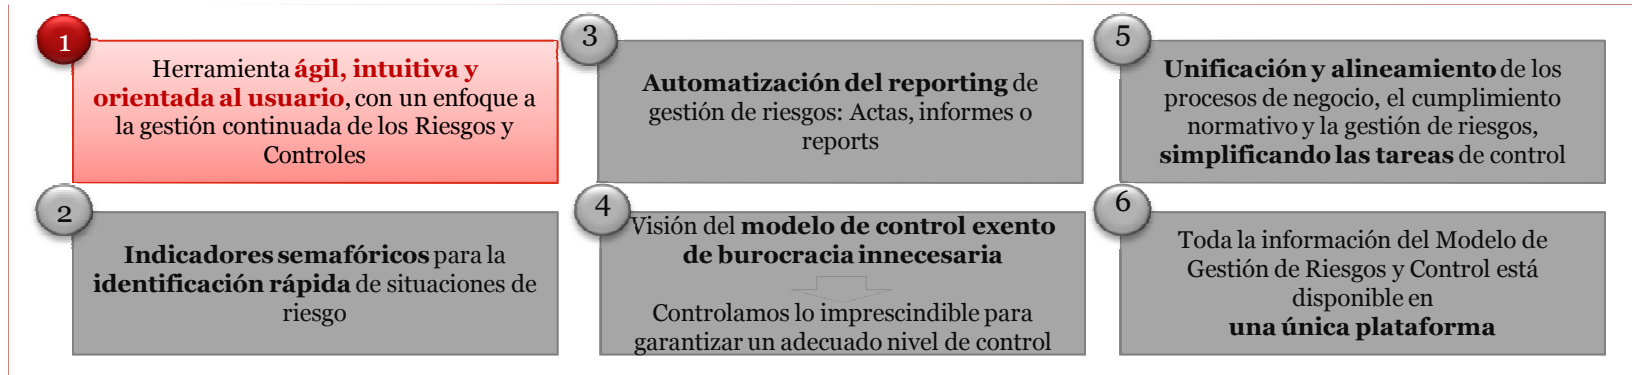 1
Herramienta ágil, intuitiva y
orientada al usuario, con un enfoque a
la gestión continuada de los Riesgos y
Controles
2
Indicadores semafóricos para la
identificación rápida de situaciones de
riesgo
3
Automatización del reporting de
gestión de riesgos: Actas, informes o
reports
4
Visión del modelo de control exento
de burocracia innecesaria
Controlamos lo imprescindible para
garantizar un adecuado nivel de control
5
Unificación y alineamiento de los
procesos de negocio, el cumplimiento
normativo y la gestión de riesgos,
simplificando las tareas de control
6
Toda la información del Modelo de
Gestión de Riesgos y Control está
disponible en
una única plataforma